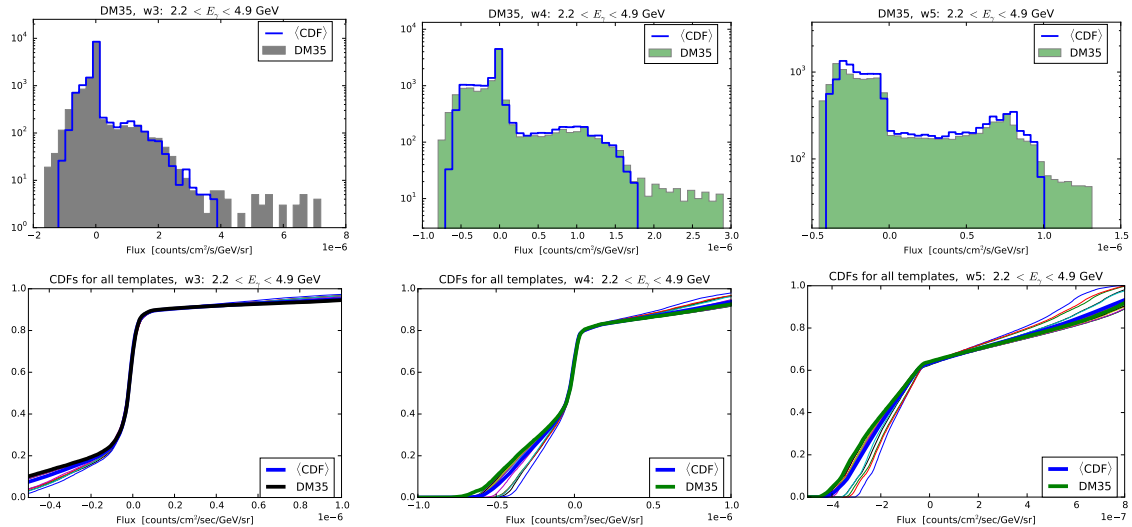 DM35, w3: 2.2 < E_γ < 4.9 GeV
10^4
10^3
10^2
10^1
10^0
⟨CDF⟩
DM35
−2 0 2 4 6 8
1e−6
Flux [counts/cm^2/s/GeV/sr]
DM35, w4: 2.2 < E_γ < 4.9 GeV
10^4
10^3
10^2
10^1
⟨CDF⟩
DM35
−1.0 −0.5 0.0 0.5 1.0 1.5 2.0 2.5 3.0
1e−6
Flux [counts/cm^2/s/GeV/sr]
DM35, w5: 2.2 < E_γ < 4.9 GeV
10^3
10^2
⟨CDF⟩
DM35
−0.5 0.0 0.5 1.0 1.5
1e−6
Flux [counts/cm^2/s/GeV/sr]
CDFs for all templates, w3: 2.2 < E_γ < 4.9 GeV
1.0
0.8
0.6
0.4
0.2
0.0
⟨CDF⟩
DM35
−0.4 −0.2 0.0 0.2 0.4 0.6 0.8 1.0
1e−6
Flux [counts/cm^2/sec/GeV/sr]
CDFs for all templates, w4: 2.2 < E_γ < 4.9 GeV
1.0
0.8
0.6
0.4
0.2
0.0
⟨CDF⟩
DM35
−1.0 −0.5 0.0 0.5 1.0
1e−6
Flux [counts/cm^2/sec/GeV/sr]
CDFs for all templates, w5: 2.2 < E_γ < 4.9 GeV
1.0
0.8
0.6
0.4
0.2
0.0
⟨CDF⟩
DM35
−4 −2 0 2 4 6 8
1e−7
Flux [counts/cm^2/sec/GeV/sr]